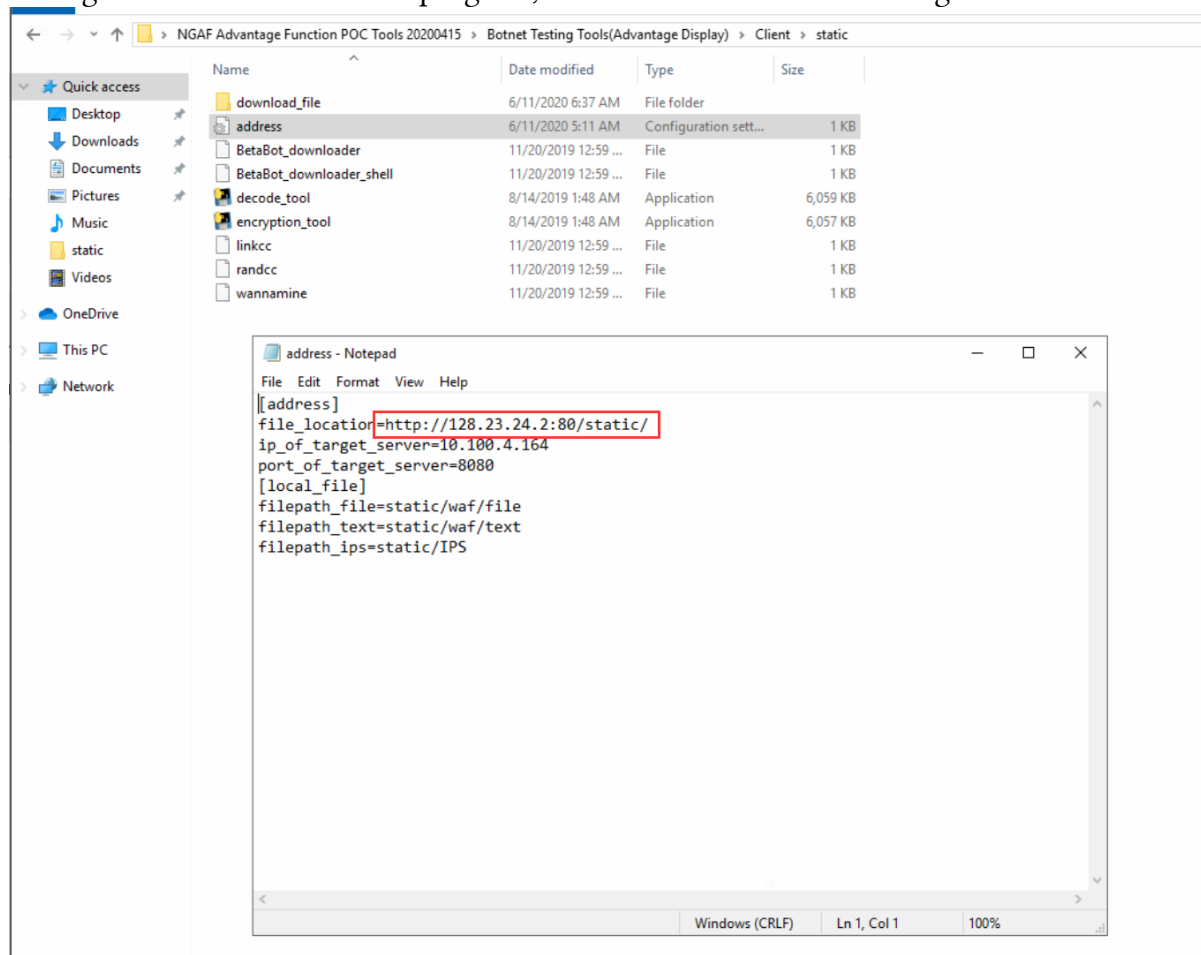 NGAF Advantage Function POC Tools 20200415 > Botnet Testing Tools(Advantage Display) > Client > static
Name Date modified Type Size
Quick access
Desktop
Downloads
Documents
Pictures
Music
static
Videos
OneDrive
This PC
Network
download_file 6/11/2020 6:37 AM File folder
address 6/11/2020 5:11 AM Configuration sett... 1 KB
BetaBot_downloader 11/20/2019 12:59 ... File 1 KB
BetaBot_downloader_shell 11/20/2019 12:59 ... File 1 KB
decode_tool 8/14/2019 1:48 AM Application 6,059 KB
encryption_tool 8/14/2019 1:48 AM Application 6,057 KB
linkcc 11/20/2019 12:59 ... File 1 KB
randcc 11/20/2019 12:59 ... File 1 KB
wannamine 11/20/2019 12:59 ... File 1 KB
address - Notepad
File Edit Format View Help
[address]
file_location=http://128.23.24.2:80/static/
ip_of_target_server=10.100.4.164
port_of_target_server=8080
[local_file]
filepath_file=static/waf/file
filepath_text=static/waf/text
filepath_ips=static/IPS
Windows (CRLF) Ln 1, Col 1 100%